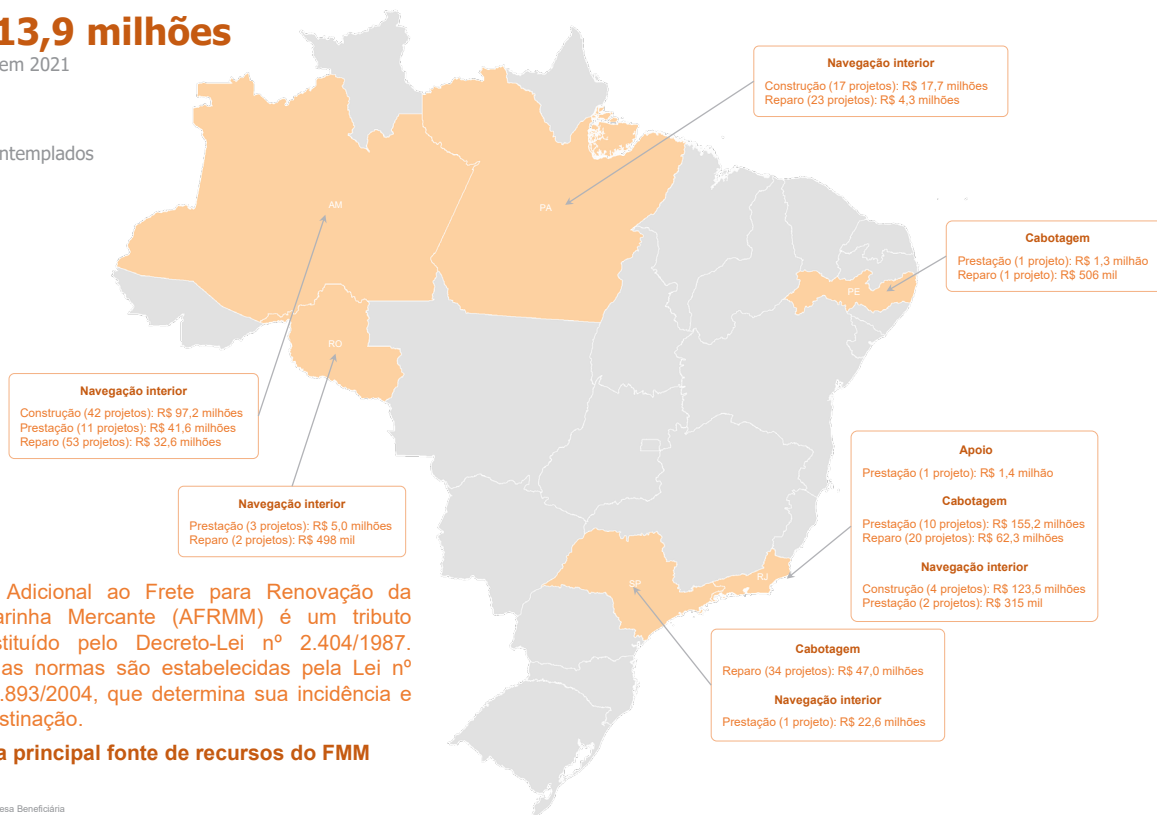 13,9 milhões
em 2021
ntemplados
Navegação interior
Construção (17 projetos): R$ 17,7 milhões
Reparo (23 projetos): R$ 4,3 milhões
AM
PA
Cabotagem
Prestação (1 projeto): R$ 1,3 milhão
Reparo (1 projeto): R$ 506 mil
PE
RO
Navegação interior
Construção (42 projetos): R$ 97,2 milhões
Prestação (11 projetos): R$ 41,6 milhões
Reparo (53 projetos): R$ 32,6 milhões
Navegação interior
Prestação (3 projetos): R$ 5,0 milhões
Reparo (2 projetos): R$ 498 mil
Apoio
Prestação (1 projeto): R$ 1,4 milhão
Cabotagem
Prestação (10 projetos): R$ 155,2 milhões
Reparo (20 projetos): R$ 62,3 milhões
Navegação interior
Construção (4 projetos): R$ 123,5 milhões
Prestação (2 projetos): R$ 315 mil
SP
RJ
Cabotagem
Reparo (34 projetos): R$ 47,0 milhões
Navegação interior
Prestação (1 projeto): R$ 22,6 milhões
Adicional ao Frete para Renovação da
arinha Mercante (AFRMM) é um tributo
stituído pelo Decreto-Lei nº 2.404/1987.
as normas são estabelecidas pela Lei nº
.893/2004, que determina sua incidência e
stinação.
a principal fonte de recursos do FMM
esa Beneficiária